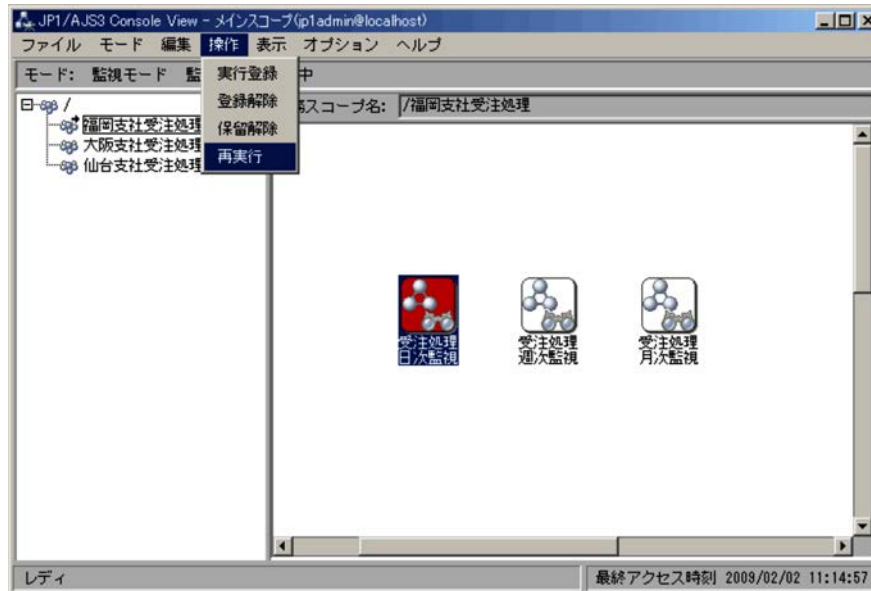 JP1/AJS3 Console View - メインスコープ(jp1admin@localhost)
ファイル モード 編集 操作 表示 オプション ヘルプ
モード: 監視モード 監 中
実行登録
登録解除
保留解除
再実行
スコープ名: /福岡支社受注処理
/
福岡支社受注処理
大阪支社受注処理
仙台支社受注処理
受注処理
日次監視
受注処理
週次監視
受注処理
月次監視
レディ
最終アクセス時刻 2009/02/02 11:14:57